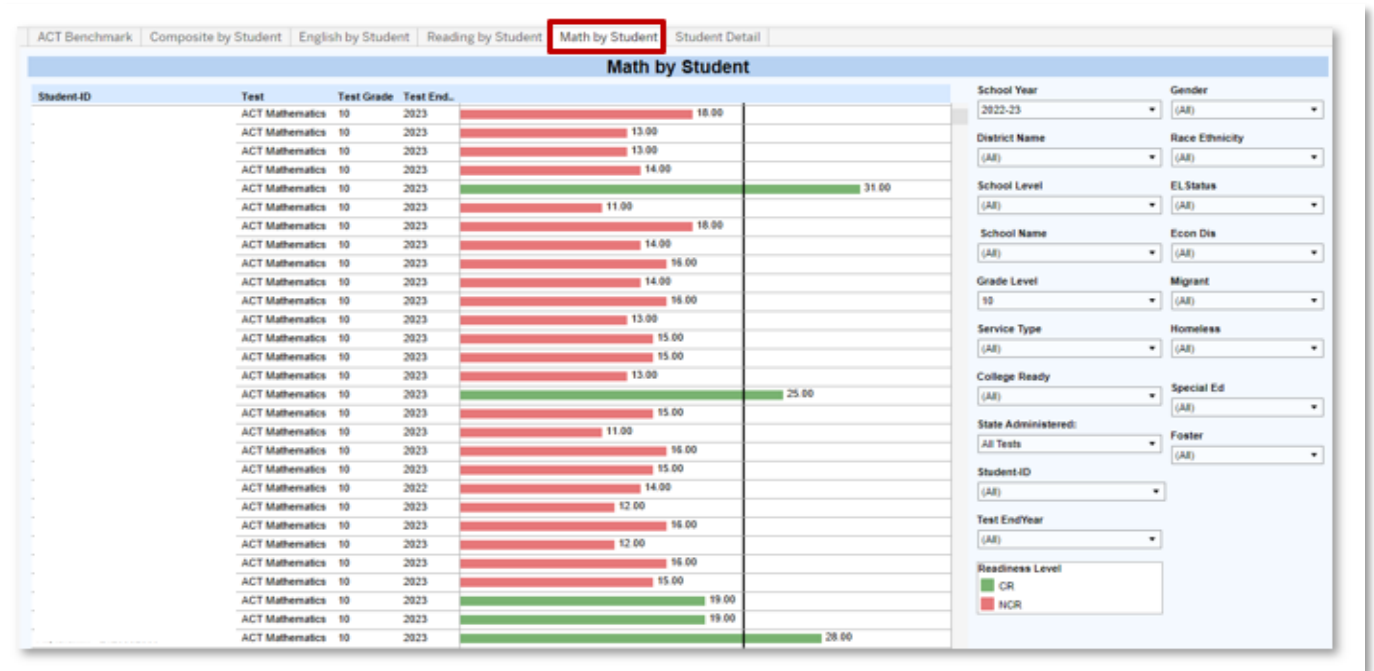 ACT Benchmark Composite by Student English by Student Reading by Student Math by Student Student Detail
Math by Student
Student-ID Test Test Grade Test End..
ACT Mathematics 10 2023 18.00
ACT Mathematics 10 2023 13.00
ACT Mathematics 10 2023 13.00
ACT Mathematics 10 2023 14.00
ACT Mathematics 10 2023 31.00
ACT Mathematics 10 2023 11.00
ACT Mathematics 10 2023 18.00
ACT Mathematics 10 2023 14.00
ACT Mathematics 10 2023 16.00
ACT Mathematics 10 2023 14.00
ACT Mathematics 10 2023 16.00
ACT Mathematics 10 2023 13.00
ACT Mathematics 10 2023 15.00
ACT Mathematics 10 2023 15.00
ACT Mathematics 10 2023 13.00
ACT Mathematics 10 2023 25.00
ACT Mathematics 10 2023 15.00
ACT Mathematics 10 2023 11.00
ACT Mathematics 10 2023 16.00
ACT Mathematics 10 2023 15.00
ACT Mathematics 10 2022 14.00
ACT Mathematics 10 2023 12.00
ACT Mathematics 10 2023 16.00
ACT Mathematics 10 2023 12.00
ACT Mathematics 10 2023 16.00
ACT Mathematics 10 2023 15.00
ACT Mathematics 10 2023 19.00
ACT Mathematics 10 2023 19.00
ACT Mathematics 10 2023 28.00
School Year
2022-23
District Name
(All)
School Level
(All)
School Name
(All)
Grade Level
10
Service Type
(All)
College Ready
(All)
State Administered:
All Tests
Student-ID
(All)
Test EndYear
(All)
Readiness Level
CR
NCR
Gender
(All)
Race Ethnicity
(All)
ELStatus
(All)
Econ Dis
(All)
Migrant
(All)
Homeless
(All)
Special Ed
(All)
Foster
(All)